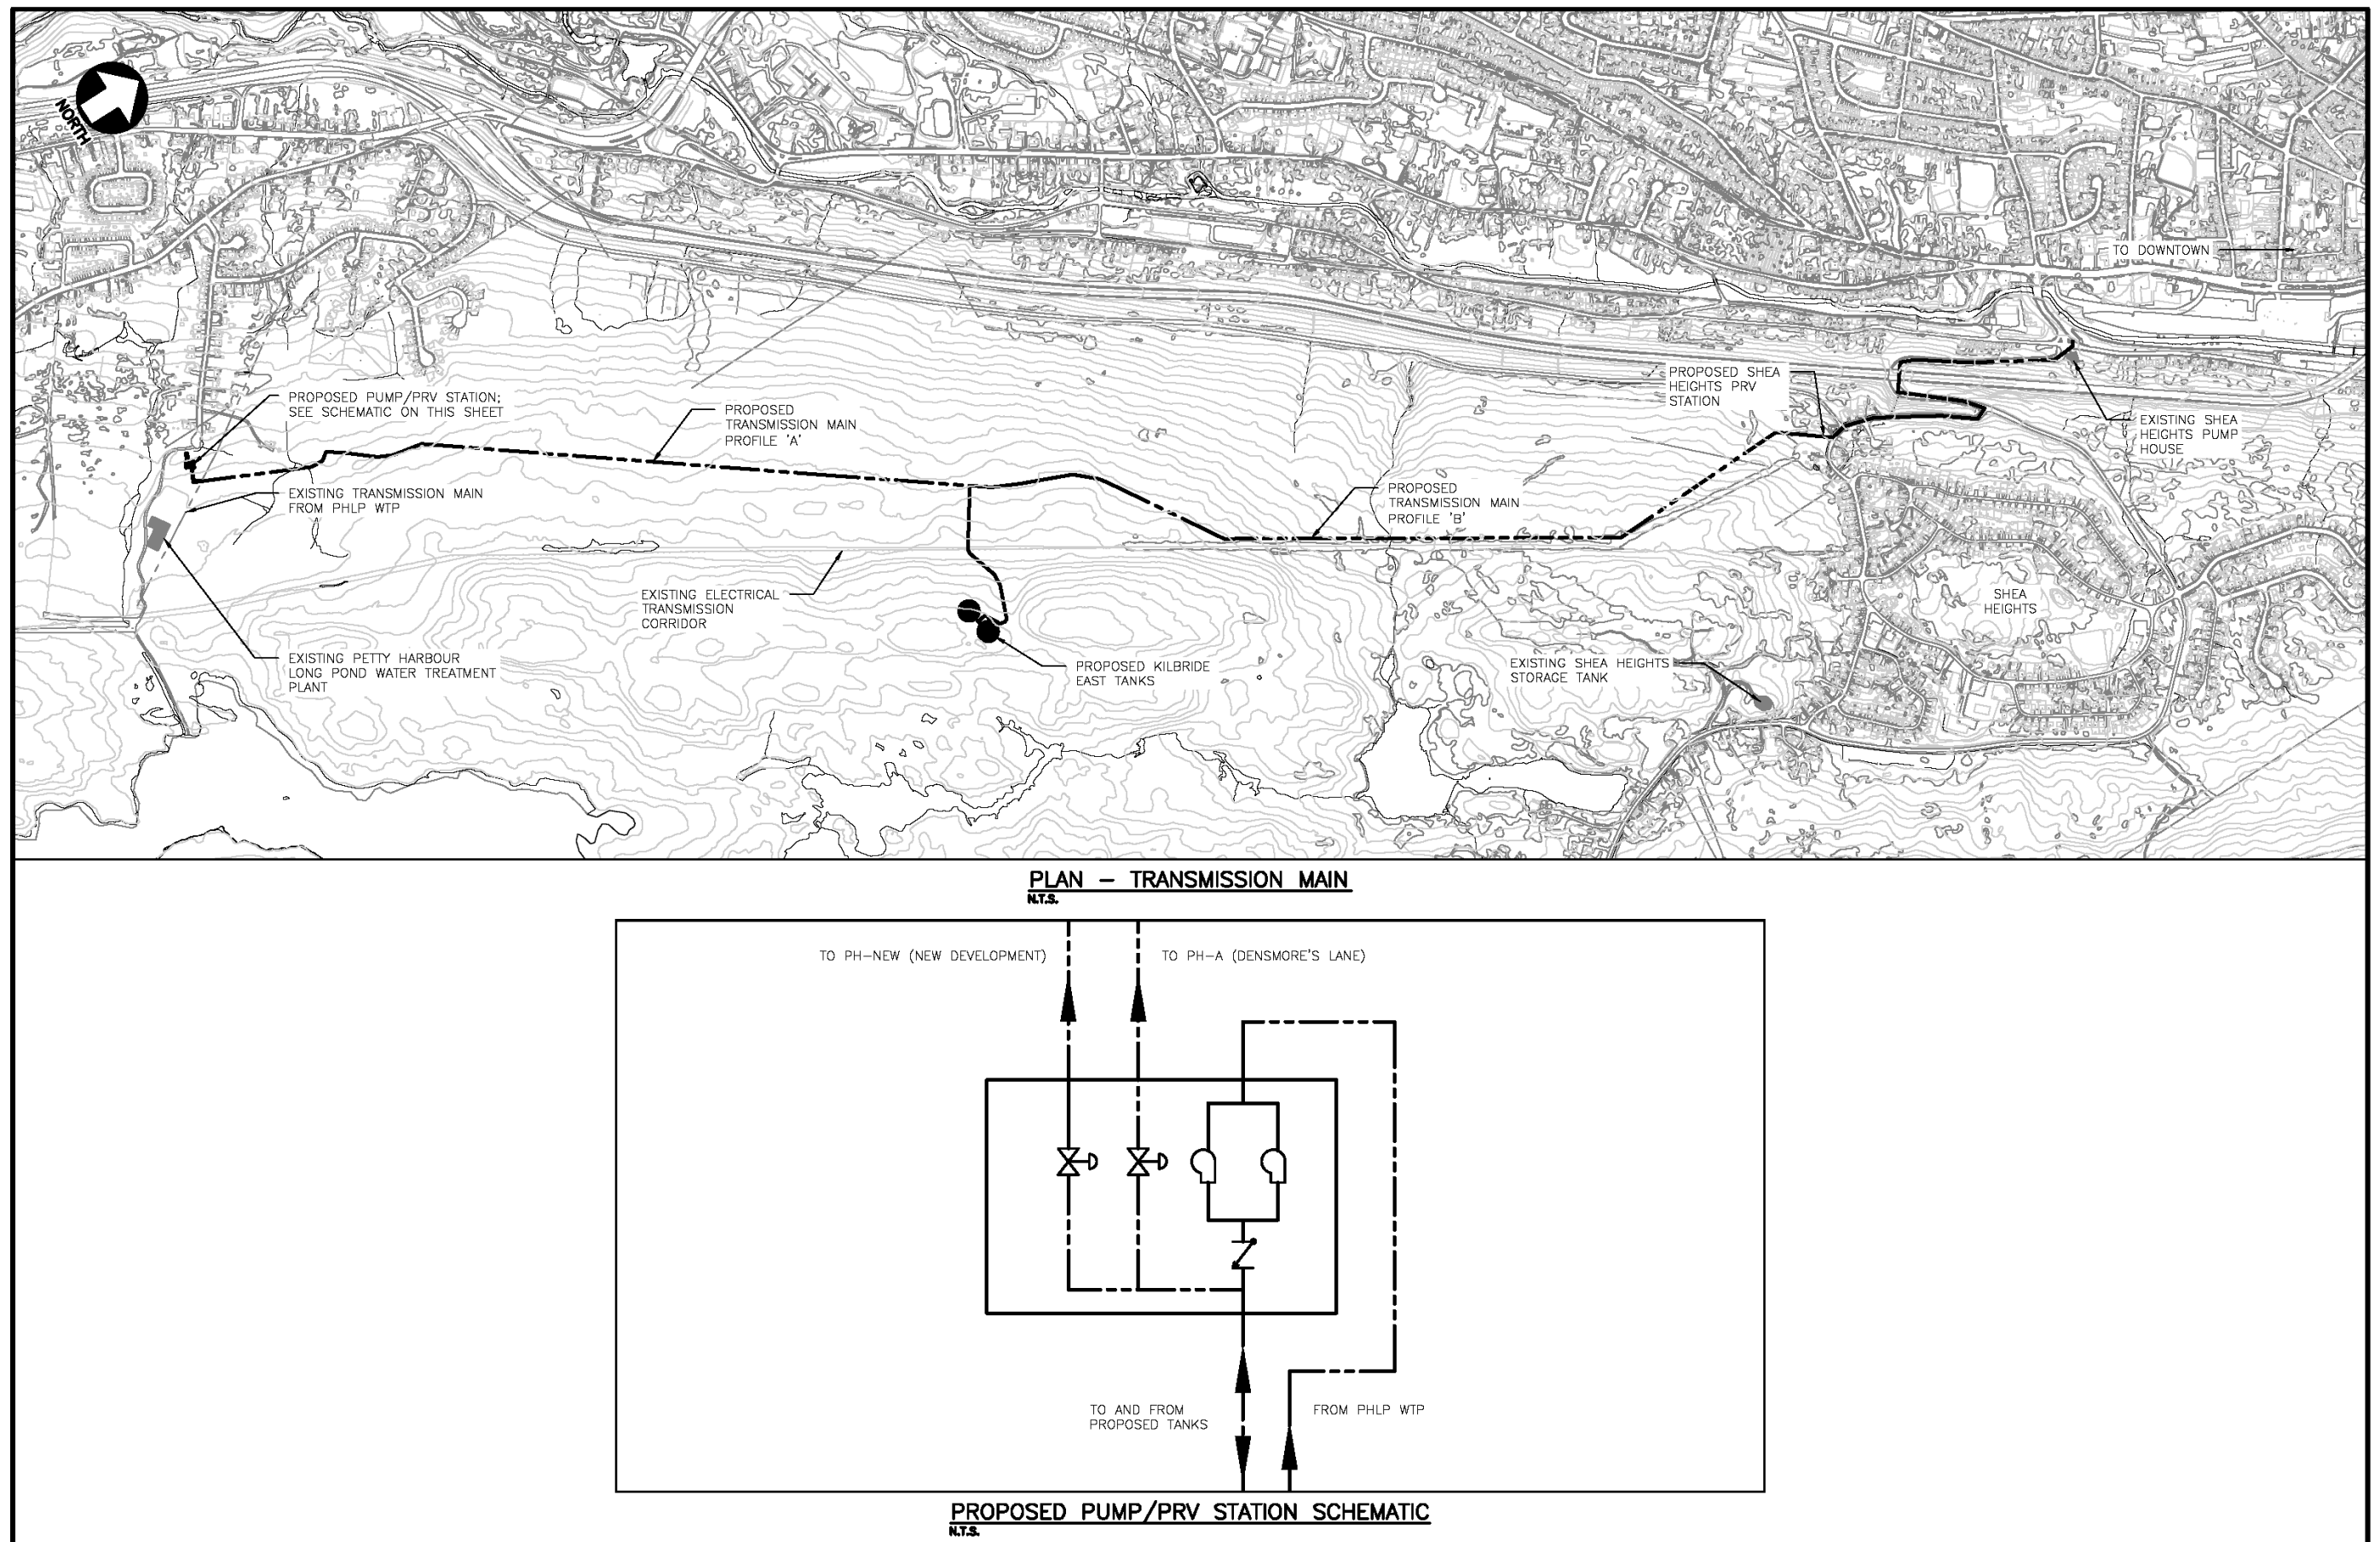 NORTH
TO DOWNTOWN
PROPOSED SHEA
HEIGHTS PRV
STATION
PROPOSED PUMP/PRV STATION;
SEE SCHEMATIC ON THIS SHEET
PROPOSED
TRANSMISSION MAIN
PROFILE 'A'
EXISTING SHEA
HEIGHTS PUMP
HOUSE
EXISTING TRANSMISSION MAIN
FROM PHLP WTP
PROPOSED
TRANSMISSION MAIN
PROFILE 'B'
EXISTING ELECTRICAL
TRANSMISSION
CORRIDOR
SHEA
HEIGHTS
EXISTING PETTY HARBOUR
LONG POND WATER TREATMENT
PLANT
PROPOSED KILBRIDE
EAST TANKS
EXISTING SHEA HEIGHTS
STORAGE TANK
PLAN - TRANSMISSION MAIN
N.T.S.
TO PH-NEW (NEW DEVELOPMENT)
TO PH-A (DENSMORE'S LANE)
TO AND FROM
PROPOSED TANKS
FROM PHLP WTP
PROPOSED PUMP/PRV STATION SCHEMATIC
N.T.S.